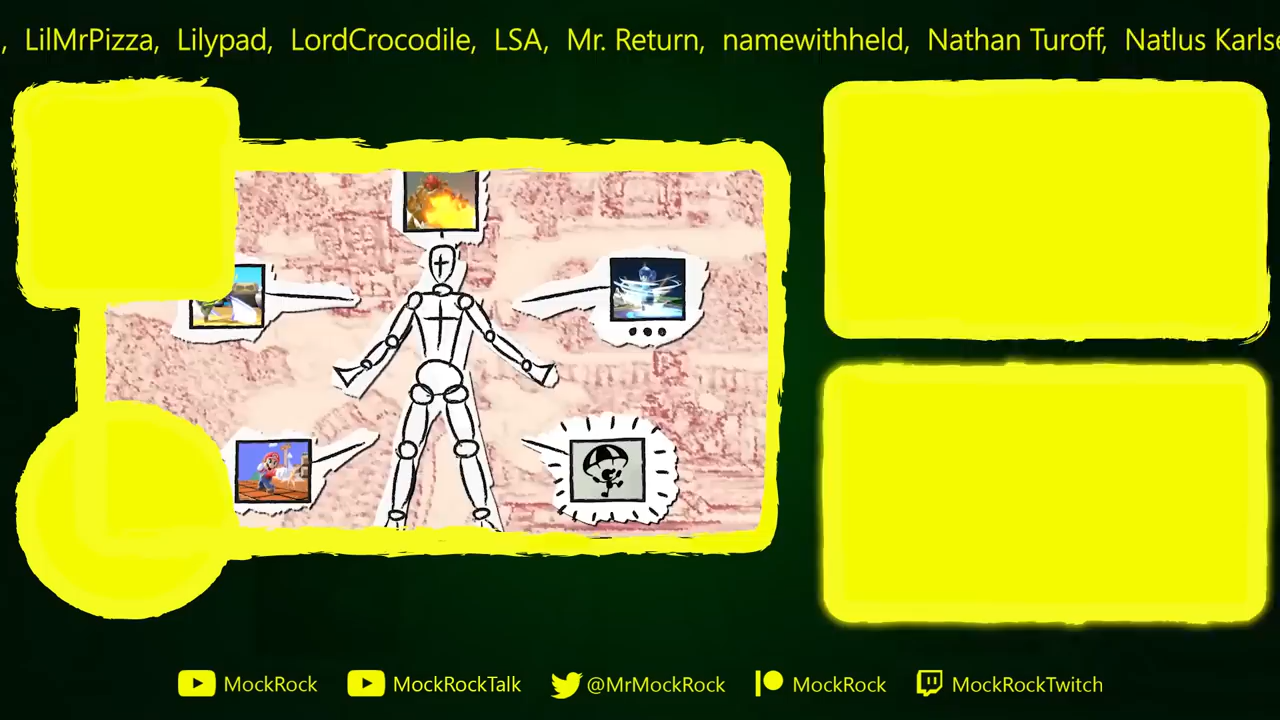 , LilMrPizza, Lilypad, LordCrocodile, LSA, Mr. Return, namewithheld, Nathan Turoff, Natlus Karlse
MockRock MockRockTalk @MrMockRock MockRock MockRockTwitch